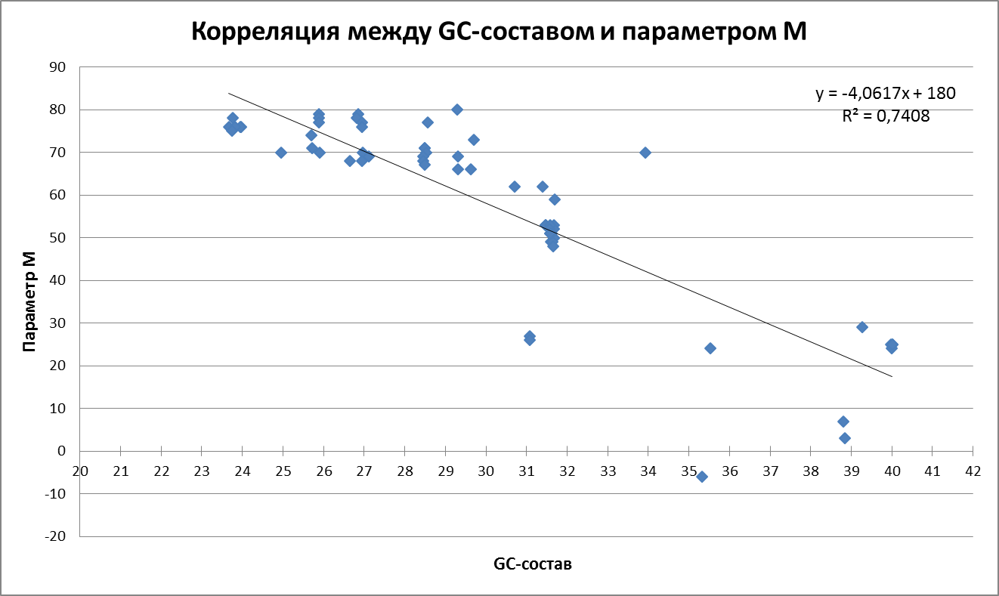 Корреляция между GC-составом и параметром М
y = -4,0617x + 180
R² = 0,7408
Параметр М
90
80
70
60
50
40
30
20
10
0
-10
-20
20 21 22 23 24 25 26 27 28 29 30 31 32 33 34 35 36 37 38 39 40 41 42
GC-состав